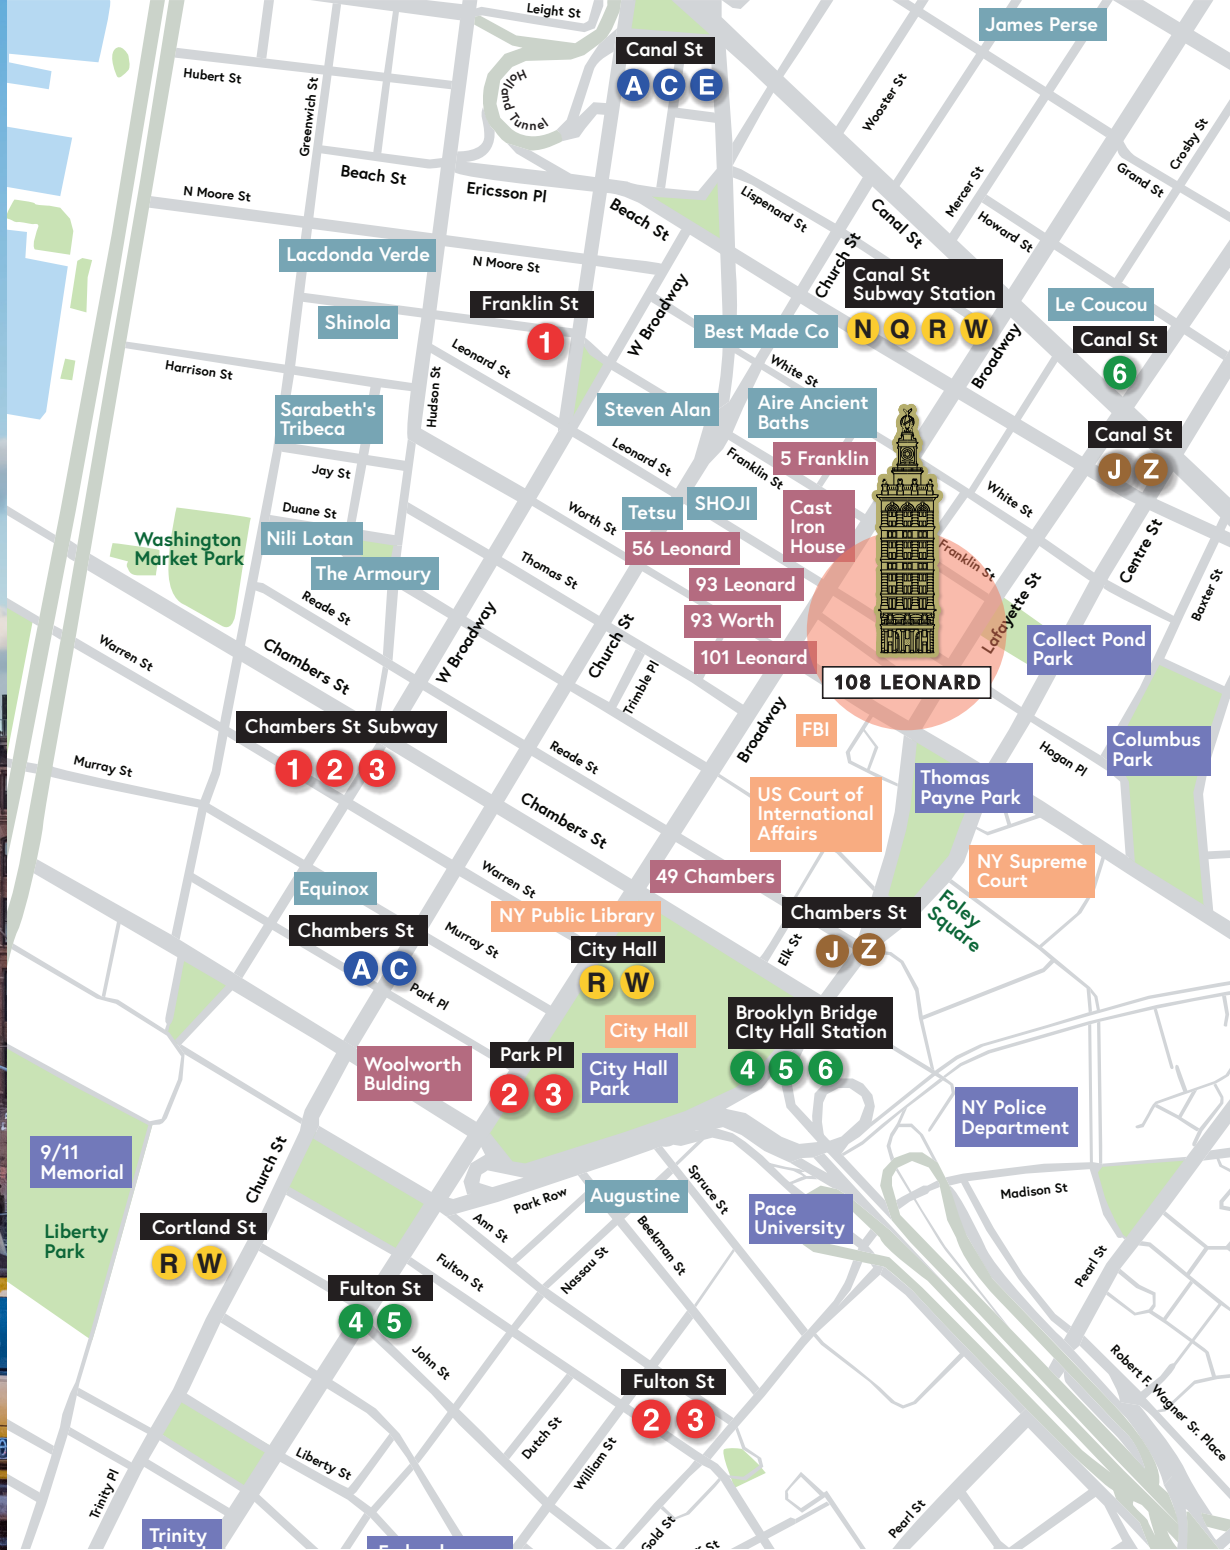 Leight St
James Perse
Canal St
A C E
Hubert St
Greenwich St
Holland Tunnel
Wooster St
Crosby St
Beach St
Ericsson Pl
N Moore St
Beach St
Lispenard St
Canal St
Mercer St
Grand St
Howard St
Lacdonda Verde
N Moore St
Church St
Canal St
Subway Station
N Q R W
Franklin St
1
Shinola
W Broadway
Best Made Co
Broadway
Le Coucou
Canal St
6
Harrison St
Leonard St
Hudson St
White St
Sarabeth's
Tribeca
Steven Alan
Aire Ancient
Baths
Canal St
J Z
Jay St
Leonard St
Franklin St
5 Franklin
White St
Duane St
Worth St
Tetsu
SHOJI
Cast
Iron
House
Washington
Market Park
Nili Lotan
56 Leonard
Franklin St
Centre St
The Armoury
Thomas St
93 Leonard
Baxter St
Reade St
W Broadway
Church St
93 Worth
Lafayette St
Collect Pond
Park
Warren St
Chambers St
Trimble Pl
101 Leonard
108 LEONARD
Chambers St Subway
1 2 3
Broadway
FBI
Columbus
Park
Murray St
Reade St
Hogan Pl
Thomas
Payne Park
US Court of
International
Affairs
Chambers St
NY Supreme
Court
Equinox
Warren St
49 Chambers
Chambers St
A C
NY Public Library
Chambers St
J Z
Foley
Square
Murray St
City Hall
R W
Elk St
Park Pl
Brooklyn Bridge
CIty Hall Station
4 5 6
City Hall
Woolworth
Bulding
Park Pl
2 3
City Hall
Park
NY Police
Department
9/11
Memorial
Church St
Park Row
Augustine
Spruce St
Pace
University
Madison St
Liberty
Park
Cortland St
R W
Ann St
Beekman St
Fulton St
Nassau St
Pearl St
Fulton St
4 5
John St
Fulton St
2 3
Robert F. Wagner Sr. Place
Dutch St
William St
Liberty St
Trinity Pl
Gold St
Pearl St
Trinity
St